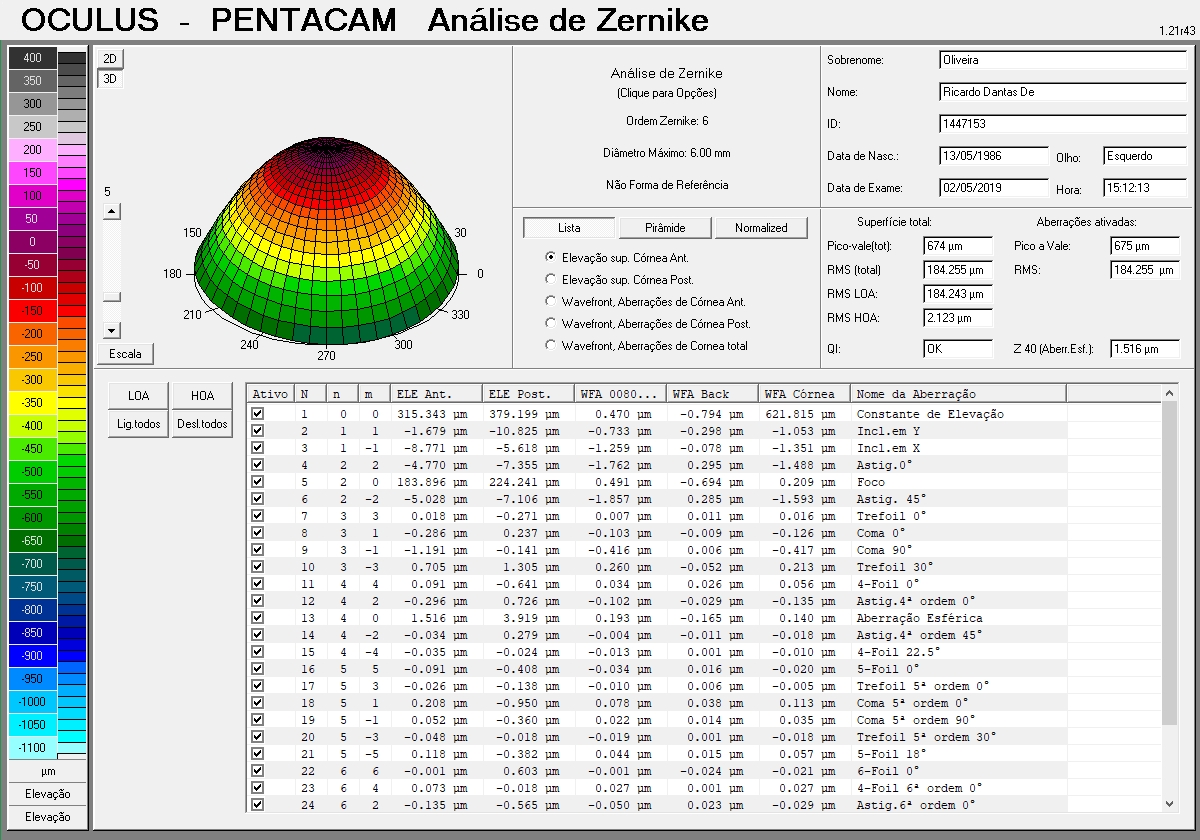 OCULUS - PENTACAM Análise de Zernike
1.21r43
400
350
300
250
200
150
100
50
0
-50
-100
-150
-200
-250
-300
-350
-400
-450
-500
-550
-600
-650
-700
-750
-800
-850
-900
-950
-1000
-1050
-1100
µm
Elevação
Elevação
2D
3D
5
Escala
150
180
210
240
270
300
330
0
30
Análise de Zernike
(Clique para Opções)
Ordem Zernike: 6
Diâmetro Máximo: 6.00 mm
Não Forma de Referência
Sobrenome: Oliveira
Nome: Ricardo Dantas De
ID: 1447153
Data de Nasc.: 13/05/1986 Olho: Esquerdo
Data de Exame: 02/05/2019 Hora: 15:12:13
Lista Pirâmide Normalized
Elevação sup. Córnea Ant.
Elevação sup. Córnea Post.
Wavefront, Aberrações de Córnea Ant.
Wavefront, Aberrações de Córnea Post.
Wavefront, Aberrações de Cornea total
Superfície total: Aberrações ativadas:
Pico-vale(tot): 674 µm Pico a Vale: 675 µm
RMS (total) 184.255 µm RMS: 184.255 µm
RMS LOA: 184.243 µm
RMS HOA: 2.123 µm
QI: OK Z 40 (Aberr.Esf.): 1.516 µm
LOA HOA
Lig.todos Desl.todos
Ativo N n m ELE Ant. ELE Post. WFA 0080... WFA Back WFA Córnea Nome da Aberração
1 0 0 315.343 µm 379.199 µm 0.470 µm -0.794 µm 621.815 µm Constante de Elevação
2 1 1 -1.679 µm -10.825 µm -0.733 µm -0.298 µm -1.053 µm Incl.em Y
3 1 -1 -8.771 µm -5.618 µm -1.259 µm -0.078 µm -1.351 µm Incl.em X
4 2 2 -4.770 µm -7.355 µm -1.762 µm 0.295 µm -1.488 µm Astig.0°
5 2 0 183.896 µm 224.241 µm 0.491 µm -0.694 µm 0.209 µm Foco
6 2 -2 -5.028 µm -7.106 µm -1.857 µm 0.285 µm -1.593 µm Astig. 45°
7 3 3 0.018 µm -0.271 µm 0.007 µm 0.011 µm 0.016 µm Trefoil 0°
8 3 1 -0.286 µm 0.237 µm -0.103 µm -0.009 µm -0.126 µm Coma 0°
9 3 -1 -1.191 µm -0.141 µm -0.416 µm 0.006 µm -0.417 µm Coma 90°
10 3 -3 0.705 µm 1.305 µm 0.260 µm -0.052 µm 0.213 µm Trefoil 30°
11 4 4 0.091 µm -0.641 µm 0.034 µm 0.026 µm 0.056 µm 4-Foil 0°
12 4 2 -0.296 µm 0.726 µm -0.102 µm -0.029 µm -0.135 µm Astig.4ª ordem 0°
13 4 0 1.516 µm 3.919 µm 0.193 µm -0.165 µm 0.140 µm Aberração Esférica
14 4 -2 -0.034 µm 0.279 µm -0.004 µm -0.011 µm -0.018 µm Astig.4ª ordem 45°
15 4 -4 -0.035 µm -0.024 µm -0.013 µm 0.001 µm -0.010 µm 4-Foil 22.5°
16 5 5 -0.091 µm -0.408 µm -0.034 µm 0.016 µm -0.020 µm 5-Foil 0°
17 5 3 -0.026 µm -0.138 µm -0.010 µm 0.006 µm -0.005 µm Trefoil 5ª ordem 0°
18 5 1 0.208 µm -0.950 µm 0.078 µm 0.038 µm 0.113 µm Coma 5ª ordem 0°
19 5 -1 0.052 µm -0.360 µm 0.022 µm 0.014 µm 0.035 µm Coma 5ª ordem 90°
20 5 -3 -0.048 µm -0.018 µm -0.019 µm 0.001 µm -0.018 µm Trefoil 5ª ordem 30°
21 5 -5 0.118 µm -0.382 µm 0.044 µm 0.015 µm 0.057 µm 5-Foil 18°
22 6 6 -0.001 µm 0.603 µm -0.001 µm -0.024 µm -0.021 µm 6-Foil 0°
23 6 4 0.073 µm -0.018 µm 0.027 µm 0.001 µm 0.027 µm 4-Foil 6ª ordem 0°
24 6 2 -0.135 µm -0.565 µm -0.050 µm 0.023 µm -0.029 µm Astig.6ª ordem 0°